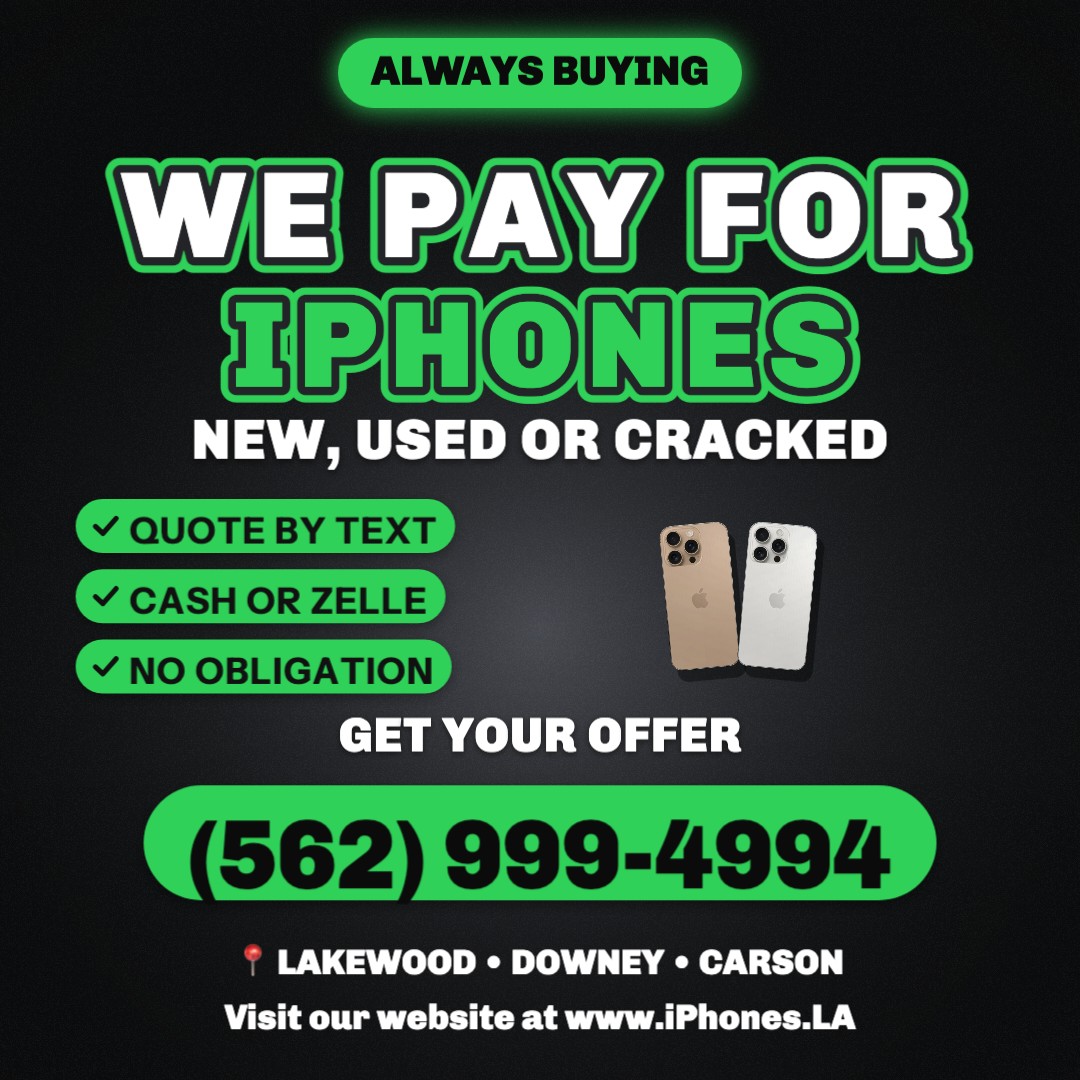 ALWAYS BUYING
WE PAY FOR
IPHONES
NEW, USED OR CRACKED
✓ QUOTE BY TEXT
✓ CASH OR ZELLE
✓ NO OBLIGATION
GET YOUR OFFER
(562) 999-4994
📍 LAKEWOOD • DOWNEY • CARSON
Visit our website at www.iPhones.LA